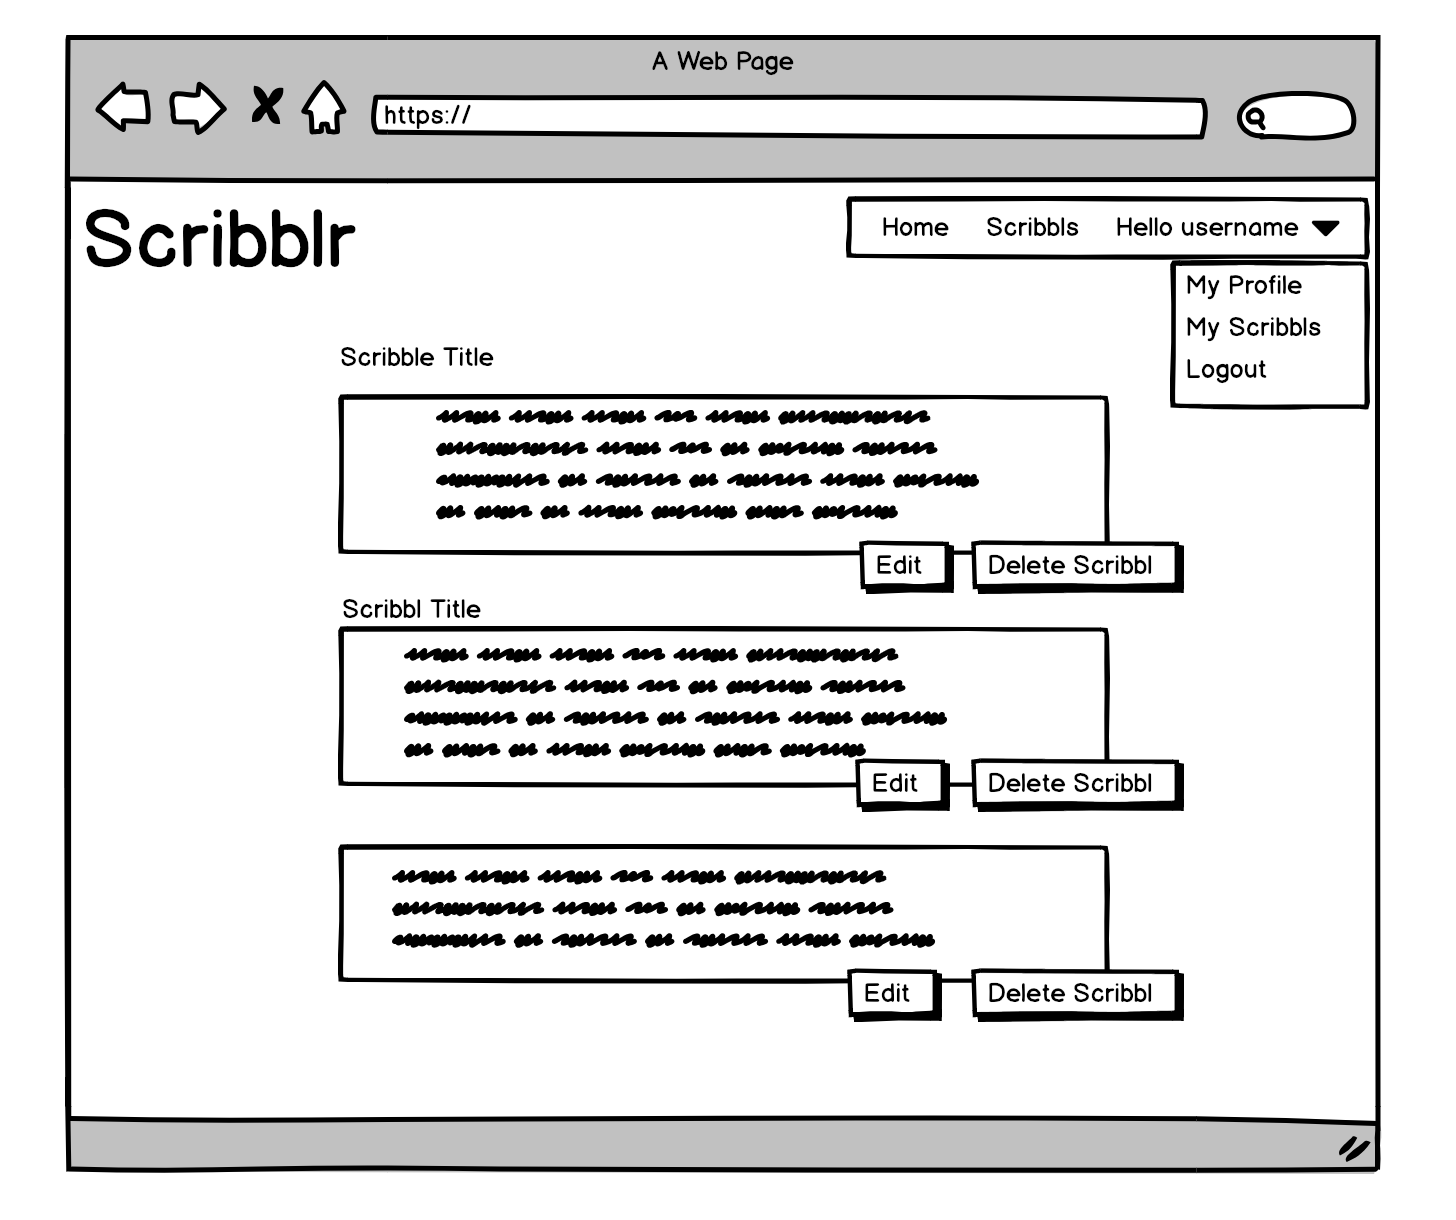 A Web Page
https://
Scribblr
Home Scribbls Hello username
My Profile
My Scribbls
Logout
Scribble Title
Edit Delete Scribbl
Scribbl Title
Edit Delete Scribbl
Edit Delete Scribbl